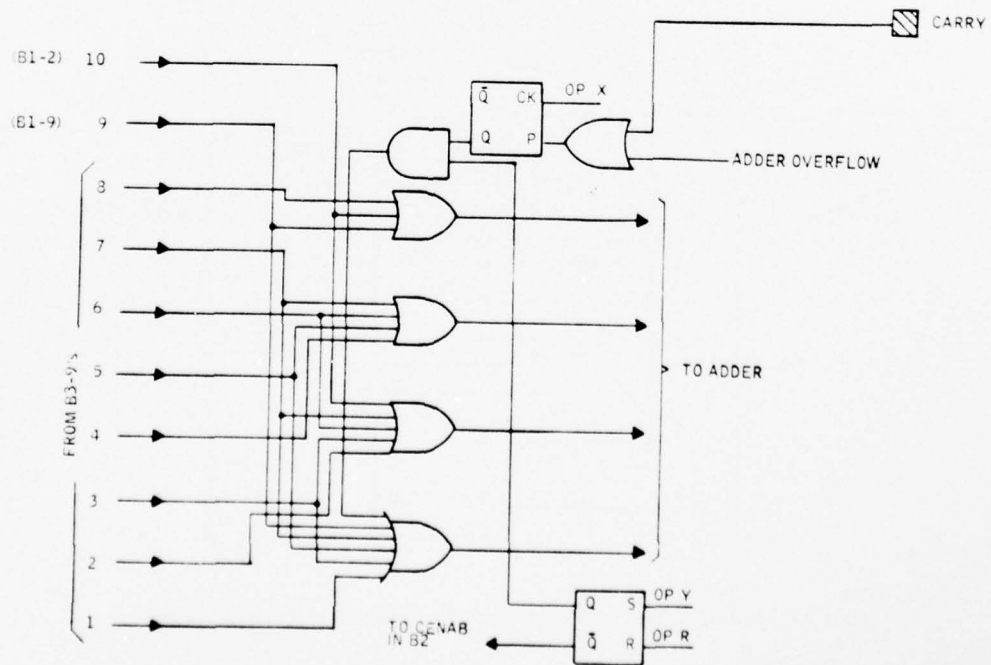 CARRY
(B1-2) 10
Q̄ CK OP X
(B1-9) 9
Q P
ADDER OVERFLOW
8
7
6
5
TO ADDER
FROM B3-9's
4
3
2
1
Q S OP Y
TO CENAB
IN B2
Q̄ R OP R